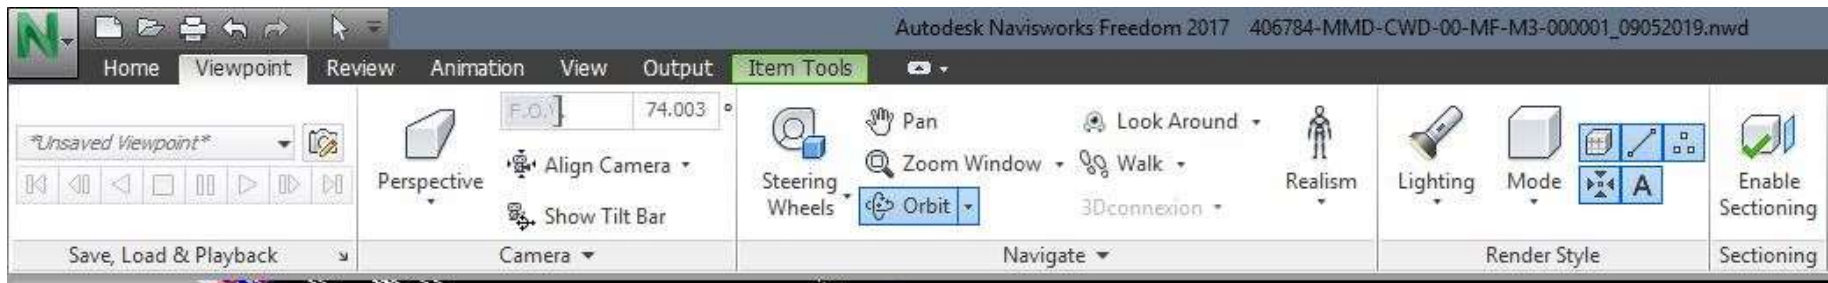 N
Autodesk Navisworks Freedom 2017 406784-MMD-CWD-00-MF-M3-000001_09052019.nwd
Home Viewpoint Review Animation View Output Item Tools
*Unsaved Viewpoint*
Save, Load & Playback
Perspective
F.O.V. 74.003 °
Align Camera
Show Tilt Bar
Camera
Steering
Wheels
Pan
Zoom Window
Orbit
Look Around
Walk
3Dconnexion
Realism
Navigate
Lighting
Mode
A
Render Style
Enable
Sectioning
Sectioning